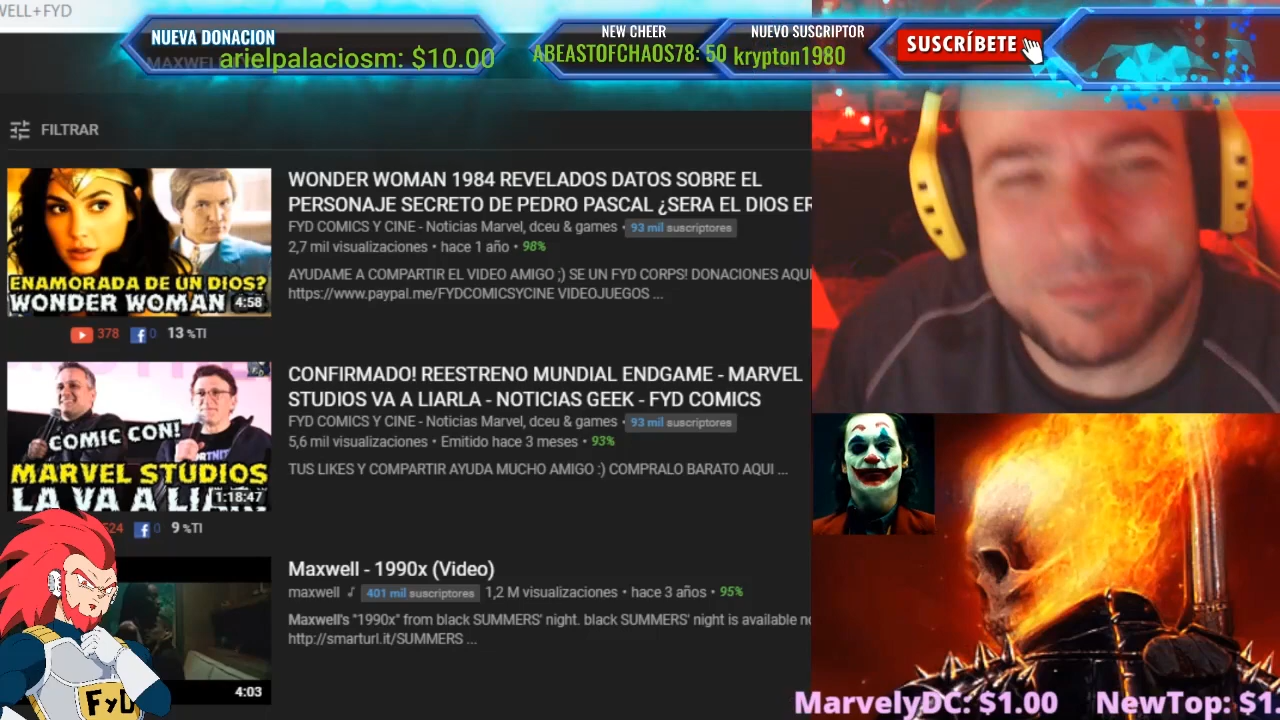 WELL+FYD
NUEVA DONACION
arielpalaciosm: $10.00
NEW CHEER
ABEASTOFCHAOS78: 50
NUEVO SUSCRIPTOR
krypton1980
SUSCRÍBETE
FILTRAR
WONDER WOMAN 1984 REVELADOS DATOS SOBRE EL
PERSONAJE SECRETO DE PEDRO PASCAL ¿SERA EL DIOS ER
FYD COMICS Y CINE - Noticias Marvel, dceu & games • 93 mil suscriptores
2,7 mil visualizaciones • hace 1 año • 98%
AYUDAME A COMPARTIR EL VIDEO AMIGO ;) SE UN FYD CORPS! DONACIONES AQUI
https://www.paypal.me/FYDCOMICSYCINE VIDEOJUEGOS ...
ENAMORADA DE UN DIOS?
WONDER WOMAN 4:58
378 0 13 %TI
CONFIRMADO! REESTRENO MUNDIAL ENDGAME - MARVEL
STUDIOS VA A LIARLA - NOTICIAS GEEK - FYD COMICS
FYD COMICS Y CINE - Noticias Marvel, dceu & games • 93 mil suscriptores
5,6 mil visualizaciones • Emitido hace 3 meses • 93%
TUS LIKES Y COMPARTIR AYUDA MUCHO AMIGO :) COMPRALO BARATO AQUI ...
COMIC CON!
MARVEL STUDIOS
LA VA A 1:18:47
524 0 9 %TI
Maxwell - 1990x (Video)
maxwell 401 mil suscriptores 1,2 M visualizaciones • hace 3 años • 95%
Maxwell's "1990x" from black SUMMERS' night. black SUMMERS' night is available
http://smarturl.it/SUMMERS ...
4:03
FyD
MarvelyDC: $1.00 NewTop: $1.